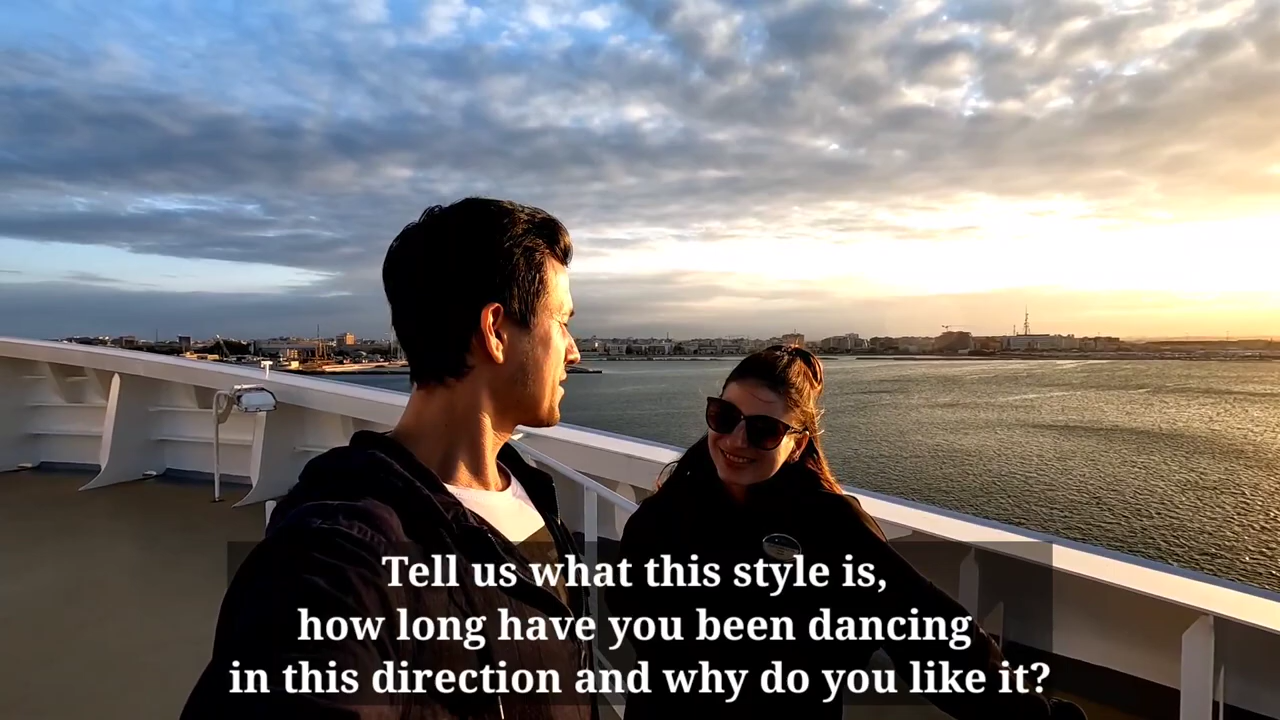 Tell us what this style is,
how long have you been dancing
in this direction and why do you like it?